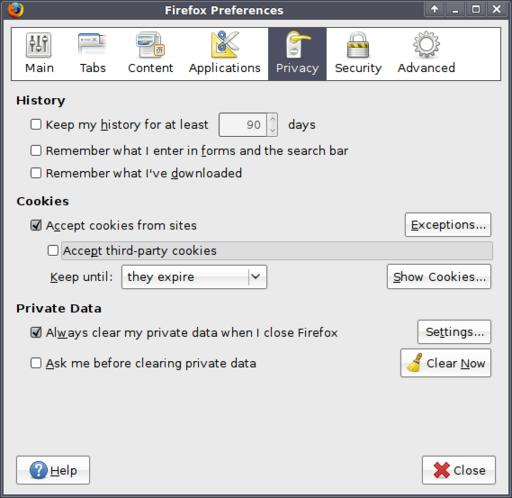 Firefox Preferences
Main Tabs Content Applications Privacy Security Advanced
History
Keep my history for at least 90 days
Remember what I enter in forms and the search bar
Remember what I've downloaded
Cookies
Accept cookies from sites Exceptions...
Accept third-party cookies
Keep until: they expire Show Cookies...
Private Data
Always clear my private data when I close Firefox Settings...
Ask me before clearing private data Clear Now
Help Close